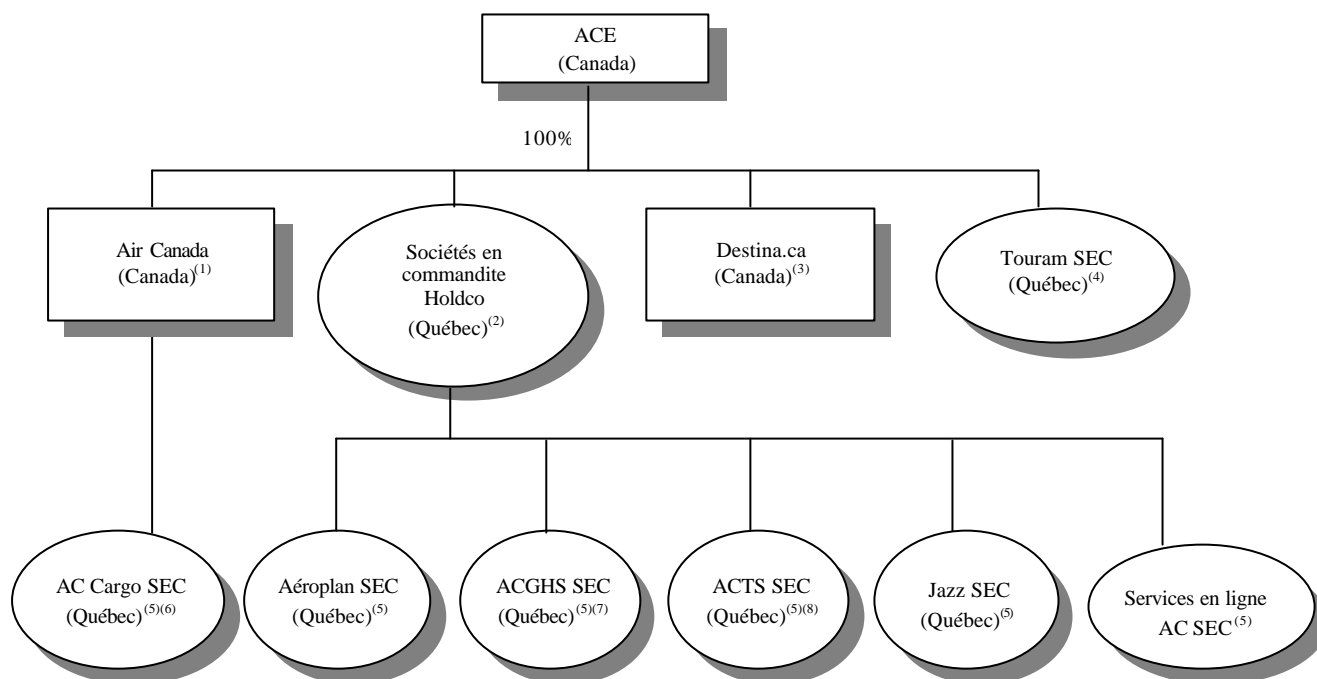 ACE
(Canada)
100%
Air Canada
(Canada)(1)
Sociétés en
commandite
Holdco
(Québec)(2)
Destina.ca
(Canada)(3)
Touram SEC
(Québec)(4)
AC Cargo SEC
(Québec)(5)(6)
Aéroplan SEC
(Québec)(5)
ACGHS SEC
(Québec)(5)(7)
ACTS SEC
(Québec)(5)(8)
Jazz SEC
(Québec)(5)
Services en ligne
AC SEC(5)